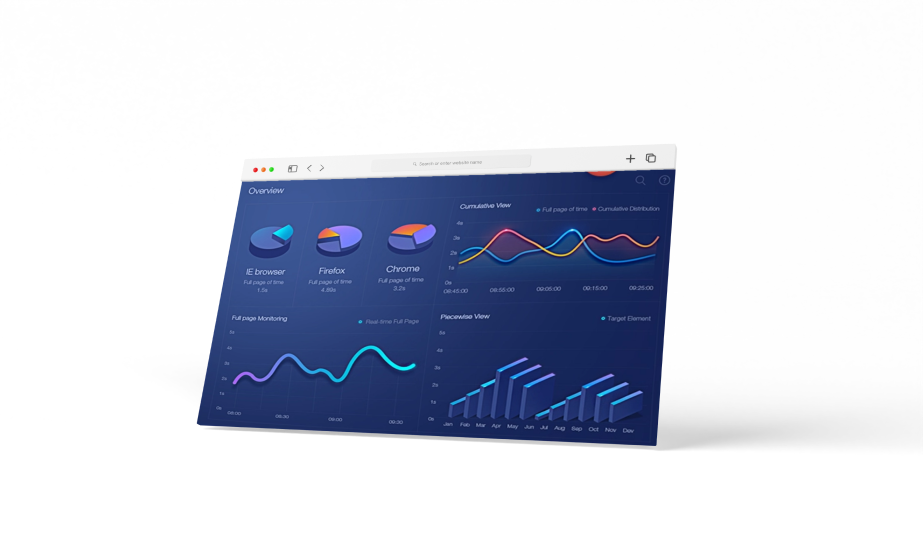 Search or enter website name
Overview
IE browser
Full page of time
1.5s
Firefox
Full page of time
4.89s
Chrome
Full page of time
3.2s
Cumulative View
Full page of time
Cumulative Distribution
4s
3s
2s
1s
0s
08:40:00
08:55:00
09:05:00
09:15:00
09:25:00
Full page Monitoring
Real-time Full Page
5s
4s
3s
2s
1s
0s
08:00
08:30
09:00
09:30
Piecewise View
Target Element
5s
4s
3s
2s
1s
0s
Jan
Feb
Mar
Apr
May
Jun
Jul
Aug
Sep
Oct
Nov
Dev